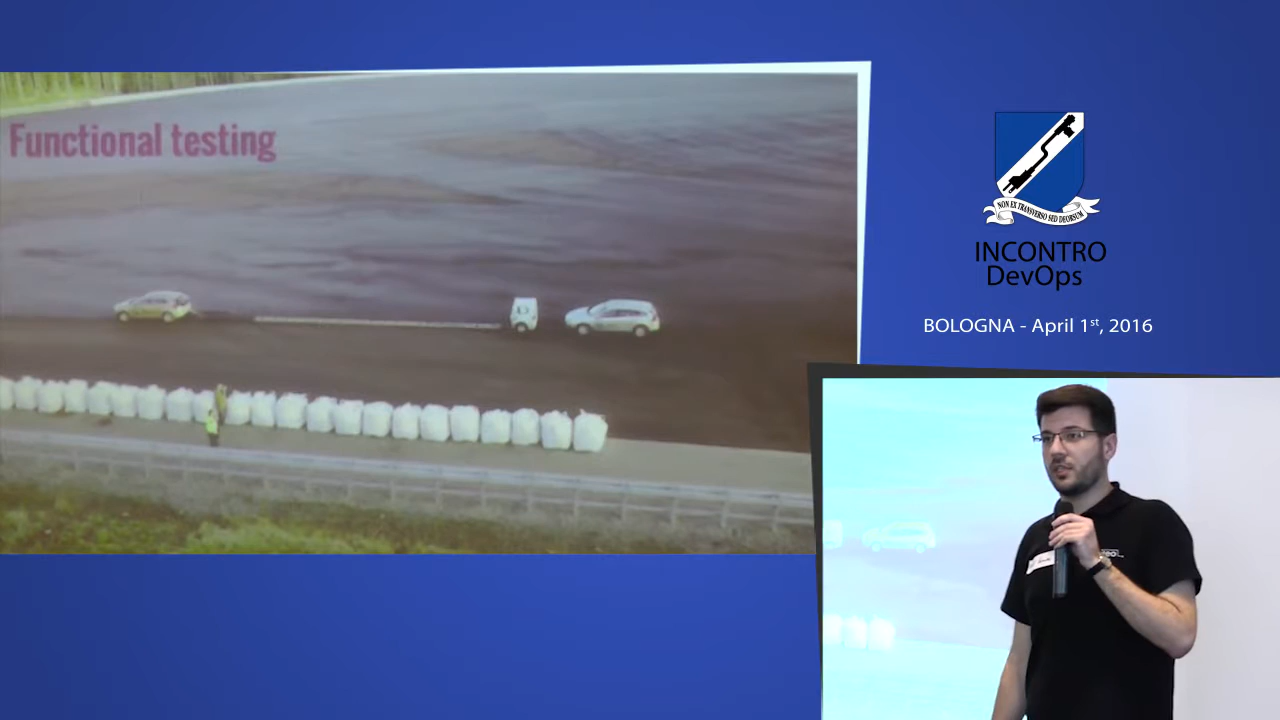 Functional testing
NON EX TRANSVERSO SED DEORSUM
INCONTRO
DevOps
BOLOGNA - April 1st, 2016